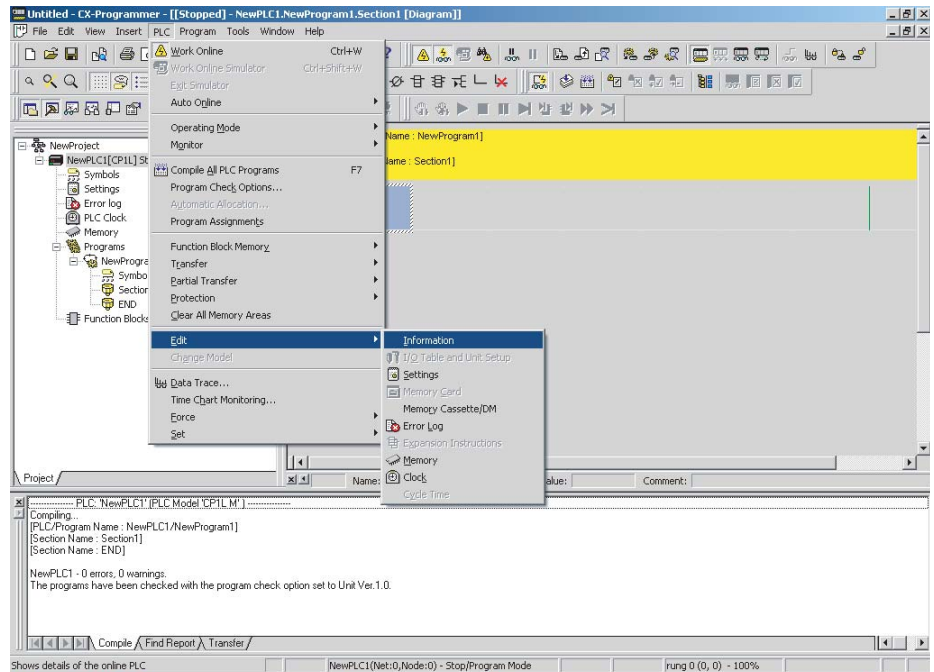 Untitled - CX-Programmer - [[Stopped] - NewPLC1.NewProgram1.Section1 [Diagram]]
File Edit View Insert PLC Program Tools Window Help
Work Online Ctrl+W
Work Online Simulator Ctrl+Shift+W
Exit Simulator
Auto Online
Operating Mode
Monitor
Compile All PLC Programs F7
Program Check Options...
Automatic Allocation...
Program Assignments
Function Block Memory
Transfer
Partial Transfer
Protection
Clear All Memory Areas
Edit
Change Model
Data Trace...
Time Chart Monitoring...
Force
Set
Information
I/O Table and Unit Setup
Settings
Memory Card
Memory Cassette/DM
Error Log
Expansion Instructions
Memory
Clock
Cycle Time
NewProject
NewPLC1[CP1L] St
Symbols
Settings
Error log
PLC Clock
Memory
Programs
NewProgra
Symbo
Section
END
Function Blocks
Name : NewProgram1]
Name : Section1]
Project
Name:
alue:
Comment:
---------------- PLC: 'NewPLC1' (PLC Model 'CP1L M' ) ----------------
Compiling...
[PLC/Program Name : NewPLC1/NewProgram1]
[Section Name : Section1]
[Section Name : END]
NewPLC1 - 0 errors, 0 warnings.
The programs have been checked with the program check option set to Unit Ver.1.0.
Compile Find Report Transfer
Shows details of the online PLC
NewPLC1(Net:0,Node:0) - Stop/Program Mode
rung 0 (0, 0) - 100%